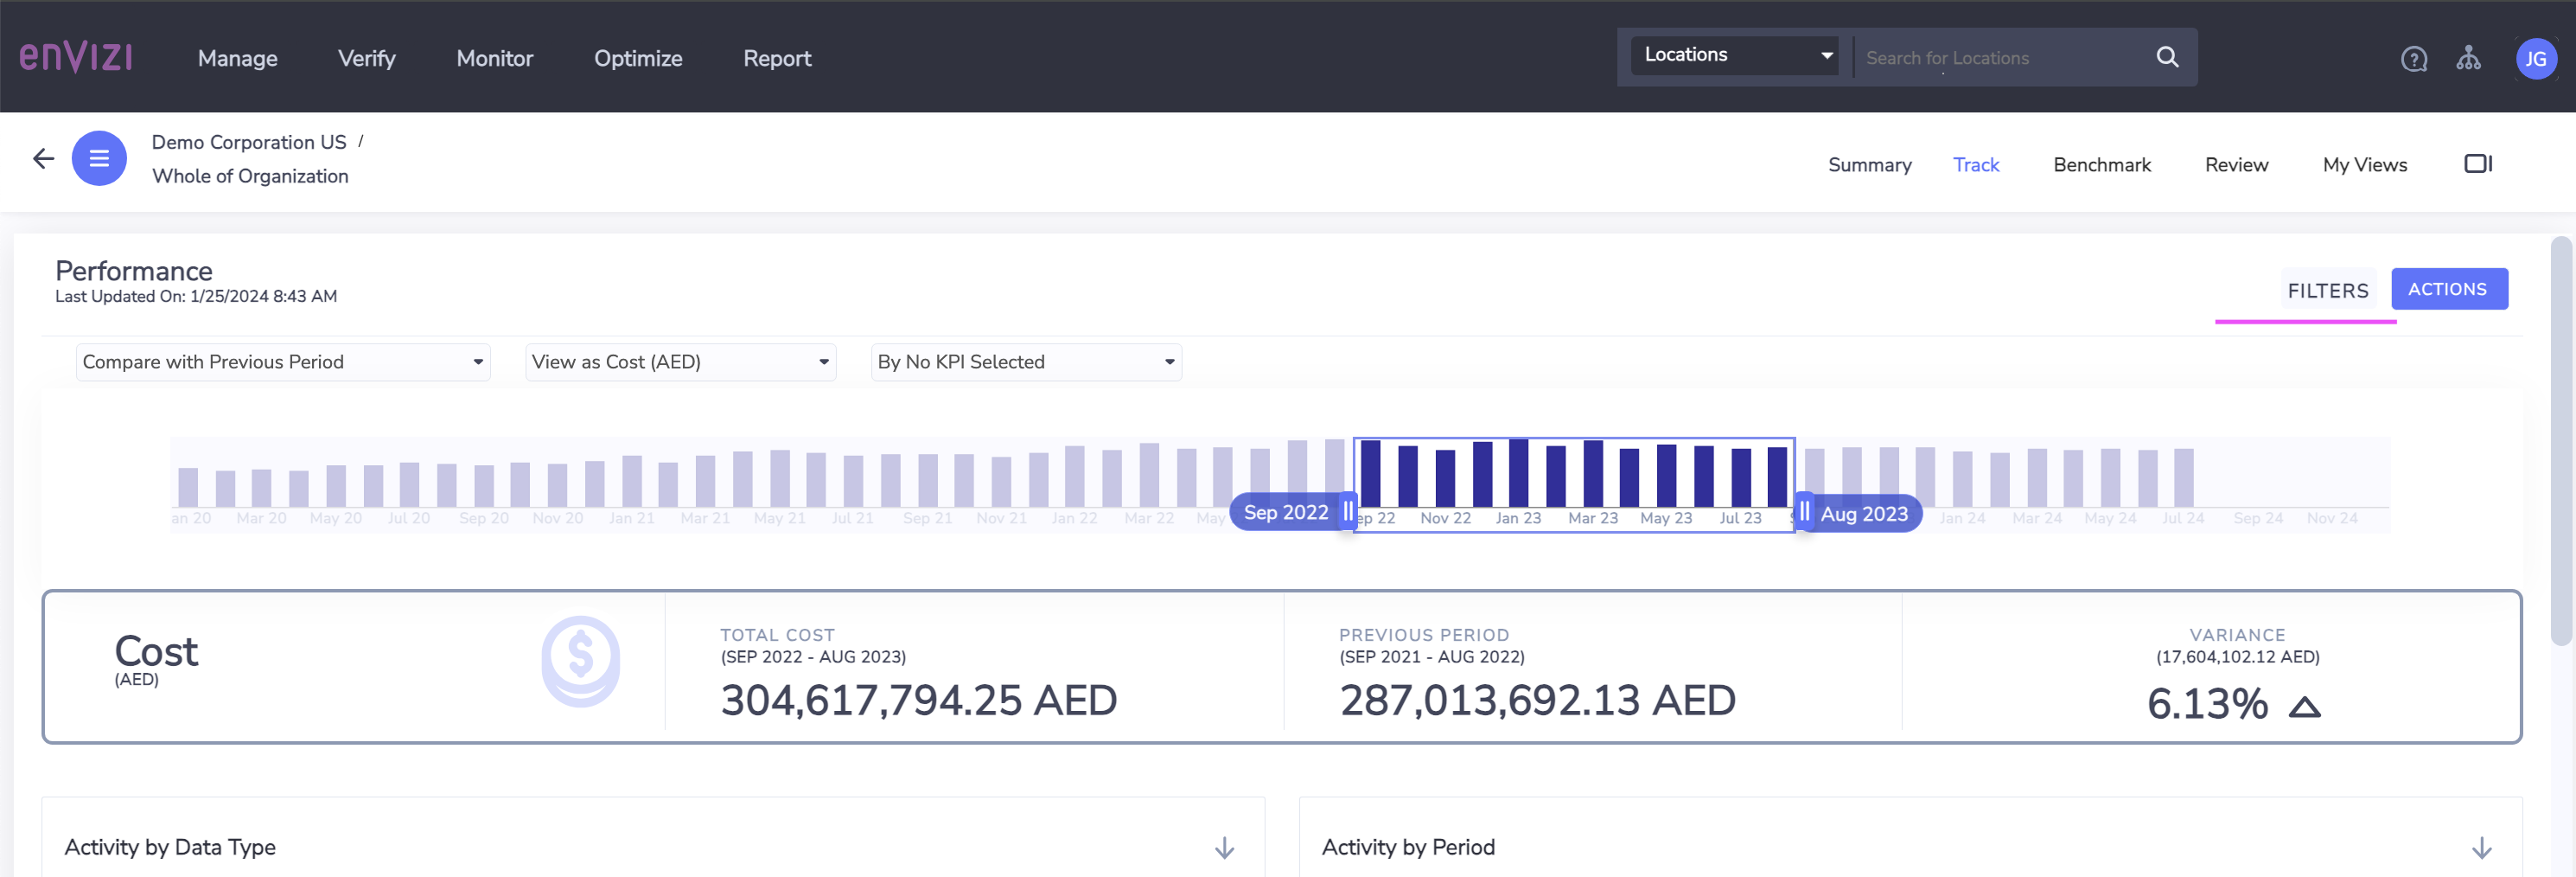 enVIZI
Manage
Verify
Monitor
Optimize
Report
Locations
Search for Locations
JG
Demo Corporation US /
Whole of Organization
Summary
Track
Benchmark
Review
My Views
Performance
Last Updated On: 1/25/2024 8:43 AM
FILTERS
ACTIONS
Compare with Previous Period
View as Cost (AED)
By No KPI Selected
an 20 Mar 20 May 20 Jul 20 Sep 20 Nov 20 Jan 21 Mar 21 May 21 Jul 21 Sep 21 Nov 21 Jan 22 Mar 22 May
Sep 2022
ep 22 Nov 22 Jan 23 Mar 23 May 23 Jul 23
Aug 2023
Jan 24 Mar 24 May 24 Jul 24 Sep 24 Nov 24
Cost
(AED)
TOTAL COST
(SEP 2022 - AUG 2023)
304,617,794.25 AED
PREVIOUS PERIOD
(SEP 2021 - AUG 2022)
287,013,692.13 AED
VARIANCE
(17,604,102.12 AED)
6.13%
Activity by Data Type
Activity by Period